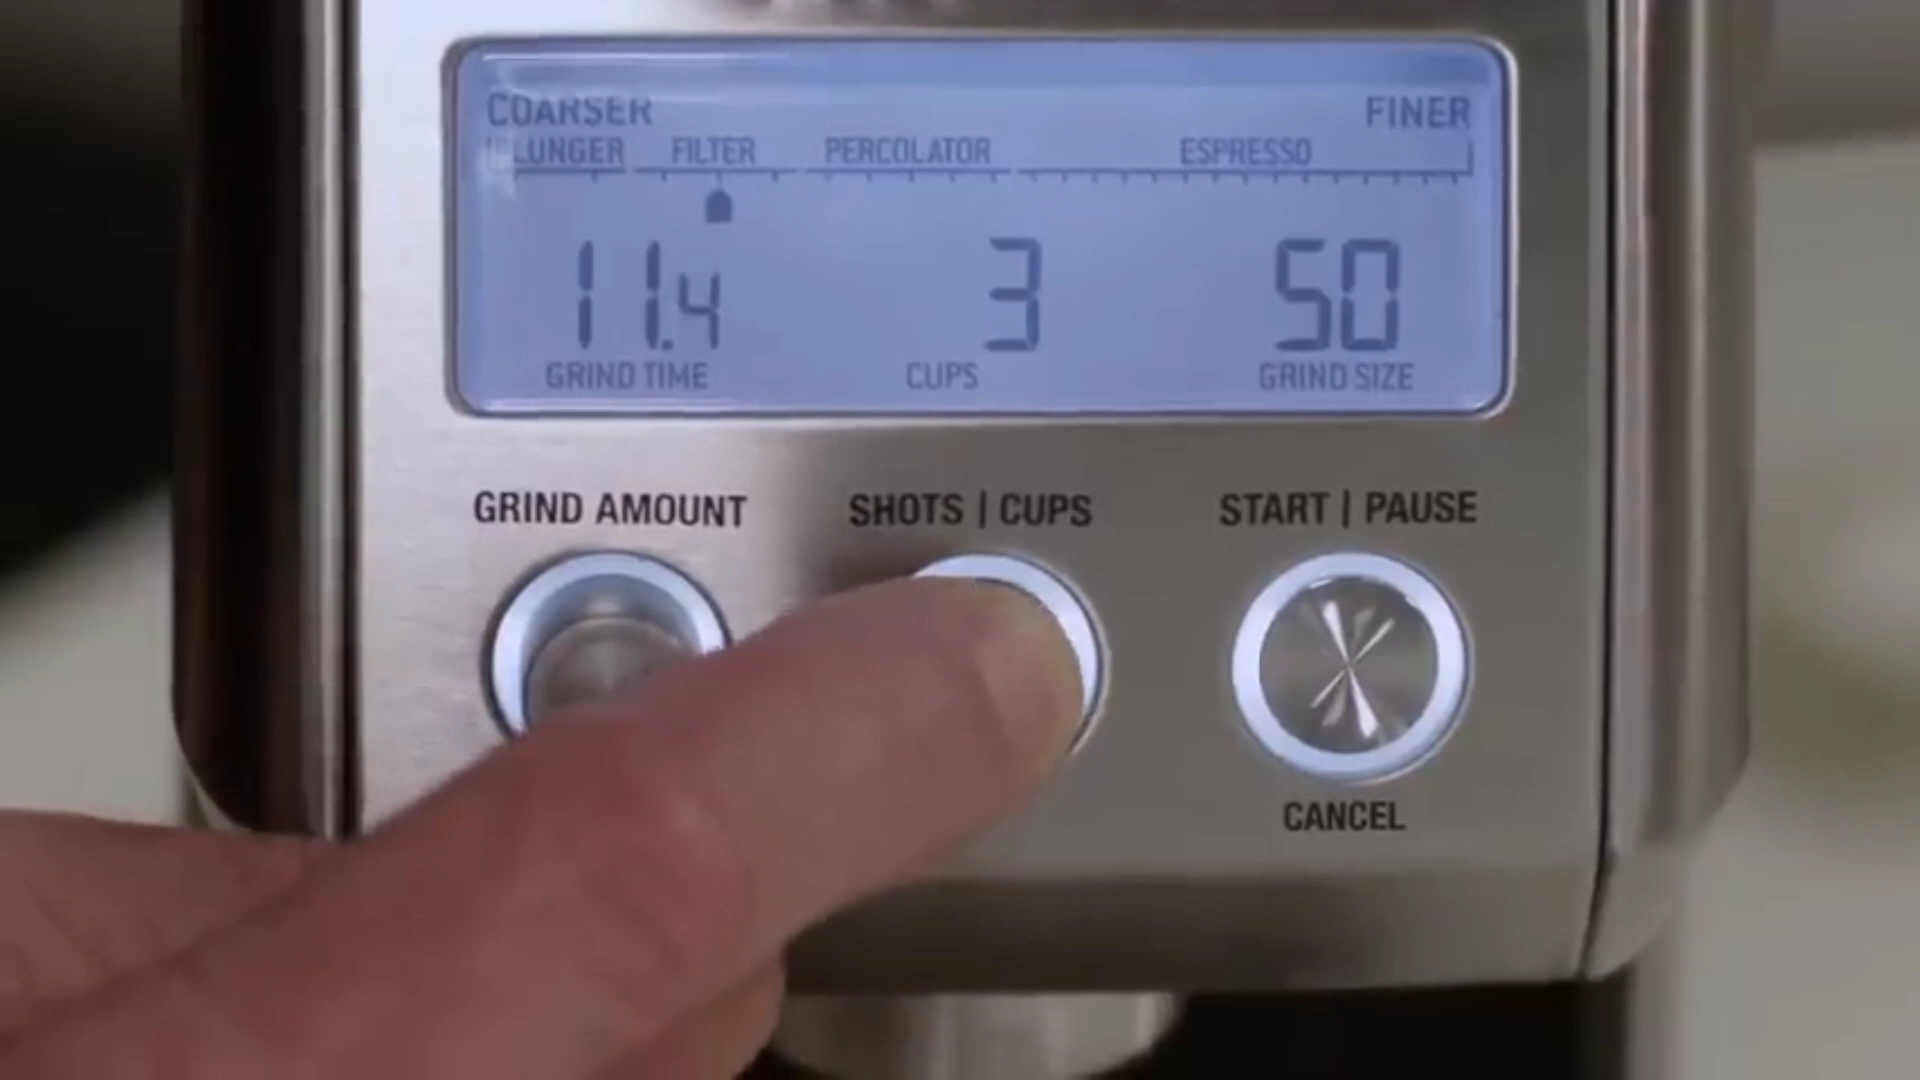 COARSER FINER
PLUNGER FILTER PERCOLATOR ESPRESSO
11.4 3 50
GRIND TIME CUPS GRIND SIZE
GRIND AMOUNT SHOTS | CUPS START | PAUSE
CANCEL